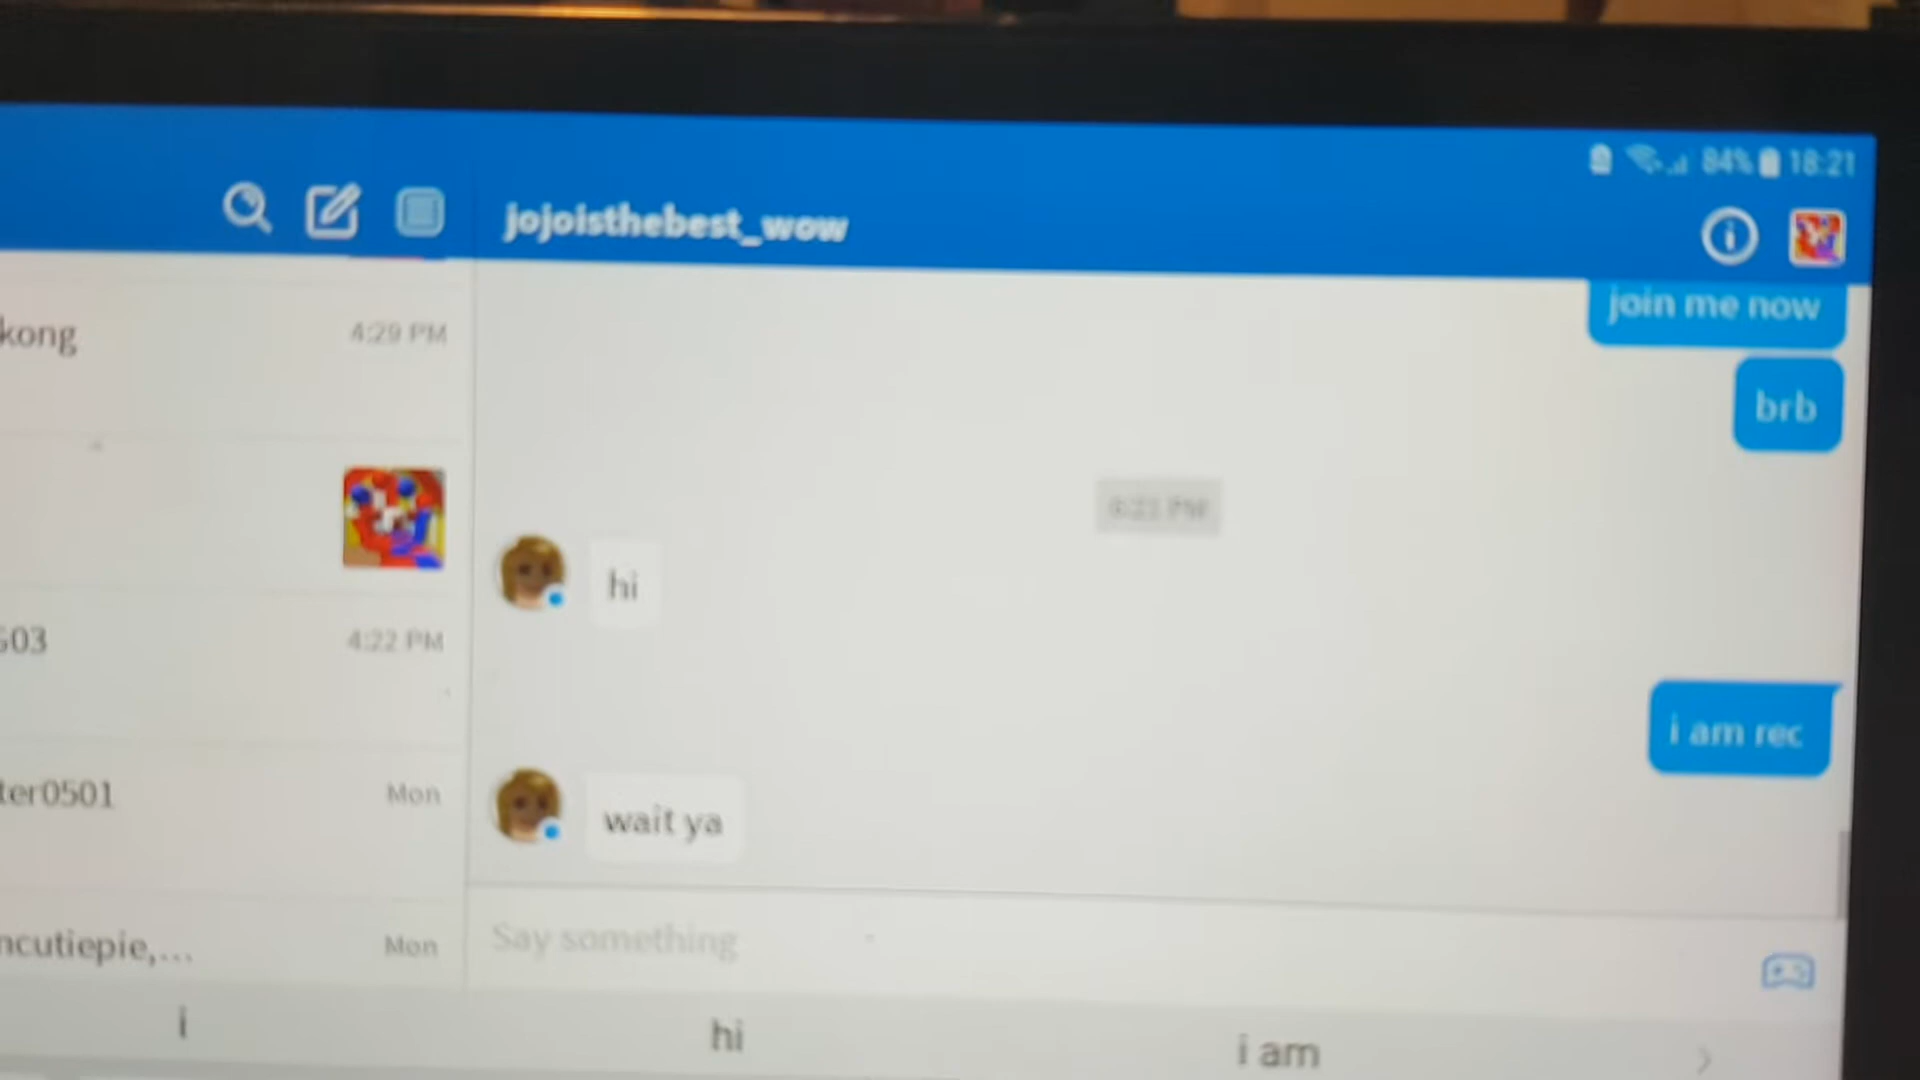 84% 18:21
jojoisthebest_wow
kong 4:29 PM
603 4:22 PM
ter0501 Mon
ncutiepie,... Mon
join me now
brb
hi
i am rec
wait ya
Say something
i hi i am